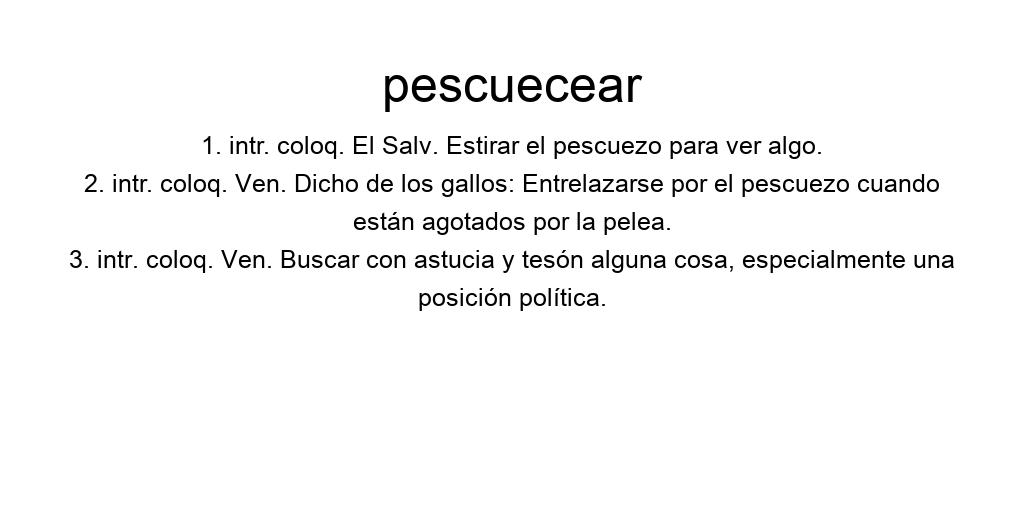 pescuecear
1. intr. coloq. El Salv. Estirar el pescuezo para ver algo.
2. intr. coloq. Ven. Dicho de los gallos: Entrelazarse por el pescuezo cuando
están agotados por la pelea.
3. intr. coloq. Ven. Buscar con astucia y tesón alguna cosa, especialmente una
posición política.